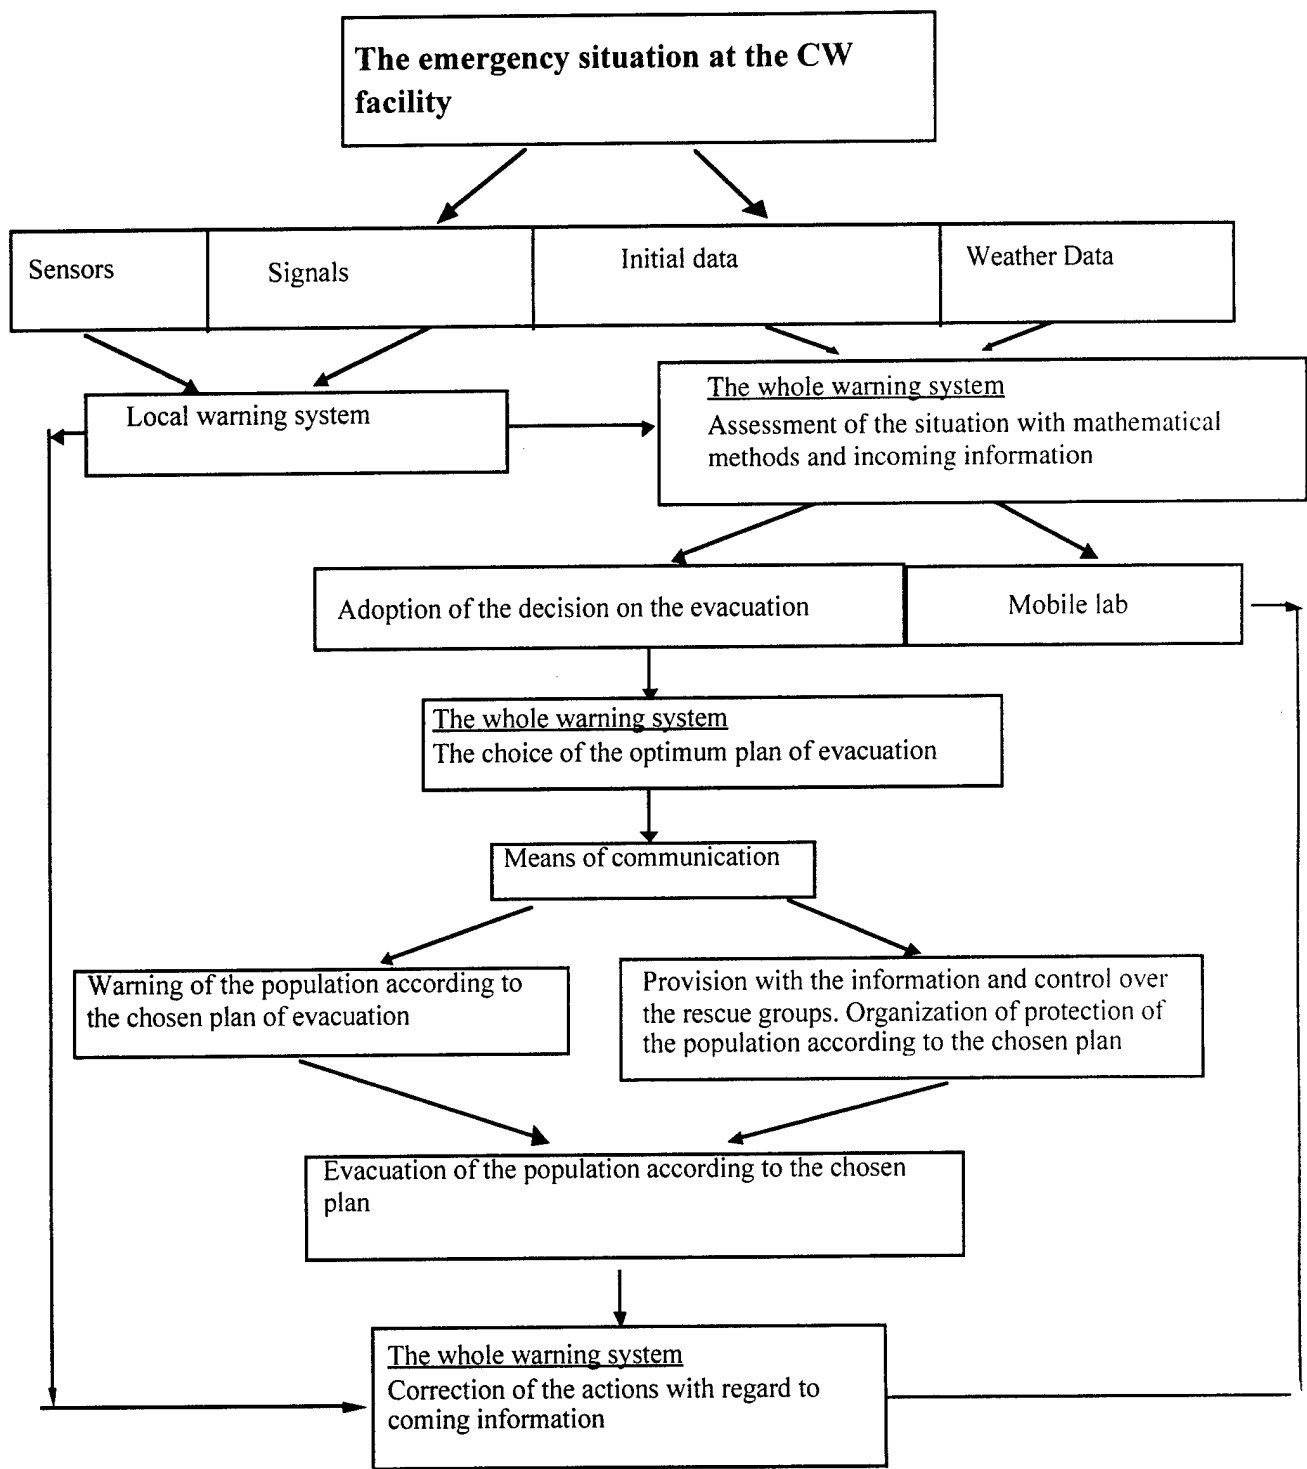 The emergency situation at the CW
facility
Sensors
Signals
Initial data
Weather Data
Local warning system
The whole warning system
Assessment of the situation with mathematical
methods and incoming information
Adoption of the decision on the evacuation
Mobile lab
The whole warning system
The choice of the optimum plan of evacuation
Means of communication
Warning of the population according to
the chosen plan of evacuation
Provision with the information and control over
the rescue groups. Organization of protection of
the population according to the chosen plan
Evacuation of the population according to the chosen
plan
The whole warning system
Correction of the actions with regard to
coming information